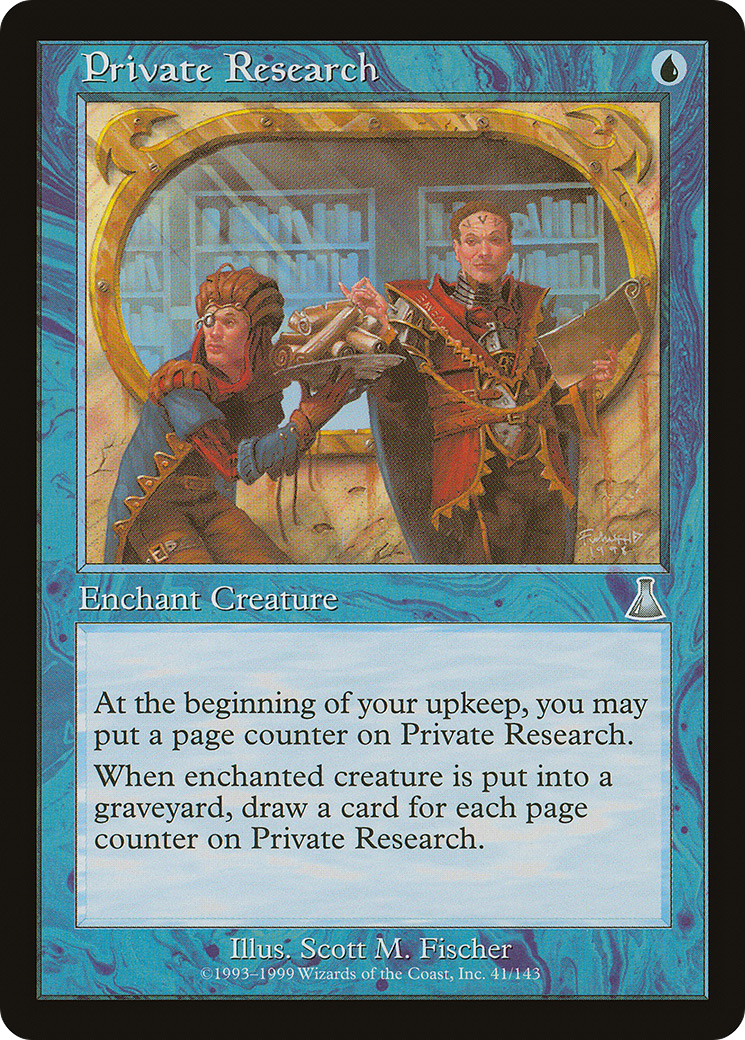 Private Research
1998
Enchant Creature
At the beginning of your upkeep, you may
put a page counter on Private Research.
When enchanted creature is put into a
graveyard, draw a card for each page
counter on Private Research.
Illus. Scott M. Fischer
©1993–1999 Wizards of the Coast, Inc. 41/143